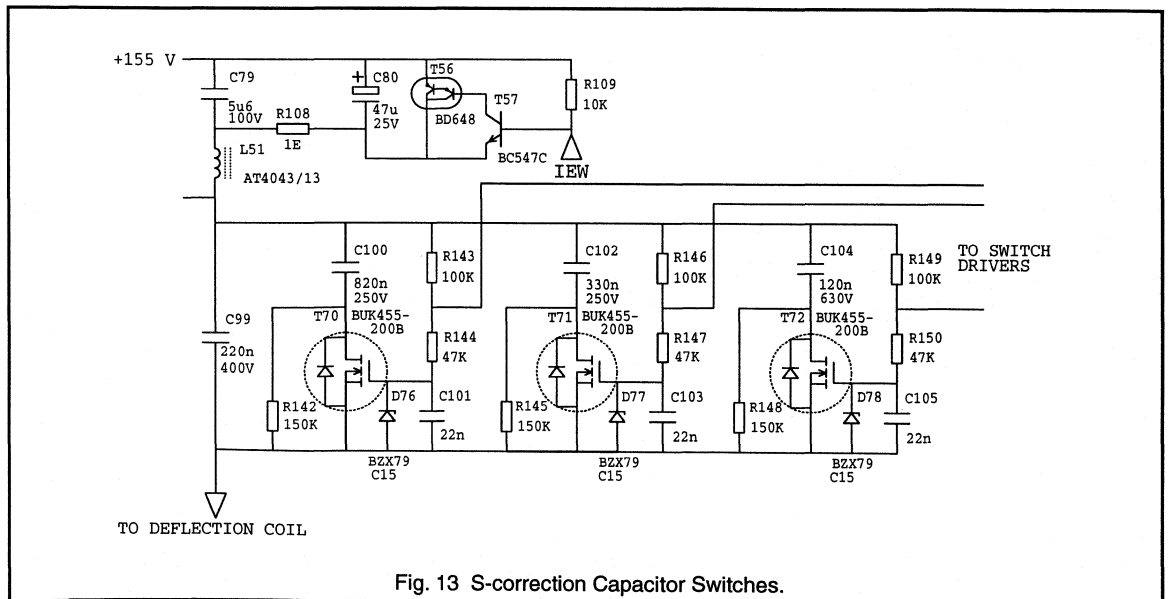 +155 V
C79
5u6
100V
R108
1E
+
C80
47u
25V
T56
BD648
T57
BC547C
R109
10K
IEW
L51
AT4043/13
C100
820n
250V
R143
100K
C102
330n
250V
R146
100K
C104
120n
630V
R149
100K
TO SWITCH
DRIVERS
C99
220n
400V
T70
BUK455-
200B
R144
47K
T71
BUK455-
200B
R147
47K
T72
BUK455-
200B
R150
47K
R142
150K
D76
C101
22n
R145
150K
D77
C103
22n
R148
150K
D78
C105
22n
BZX79
C15
BZX79
C15
BZX79
C15
TO DEFLECTION COIL
Fig. 13 S-correction Capacitor Switches.